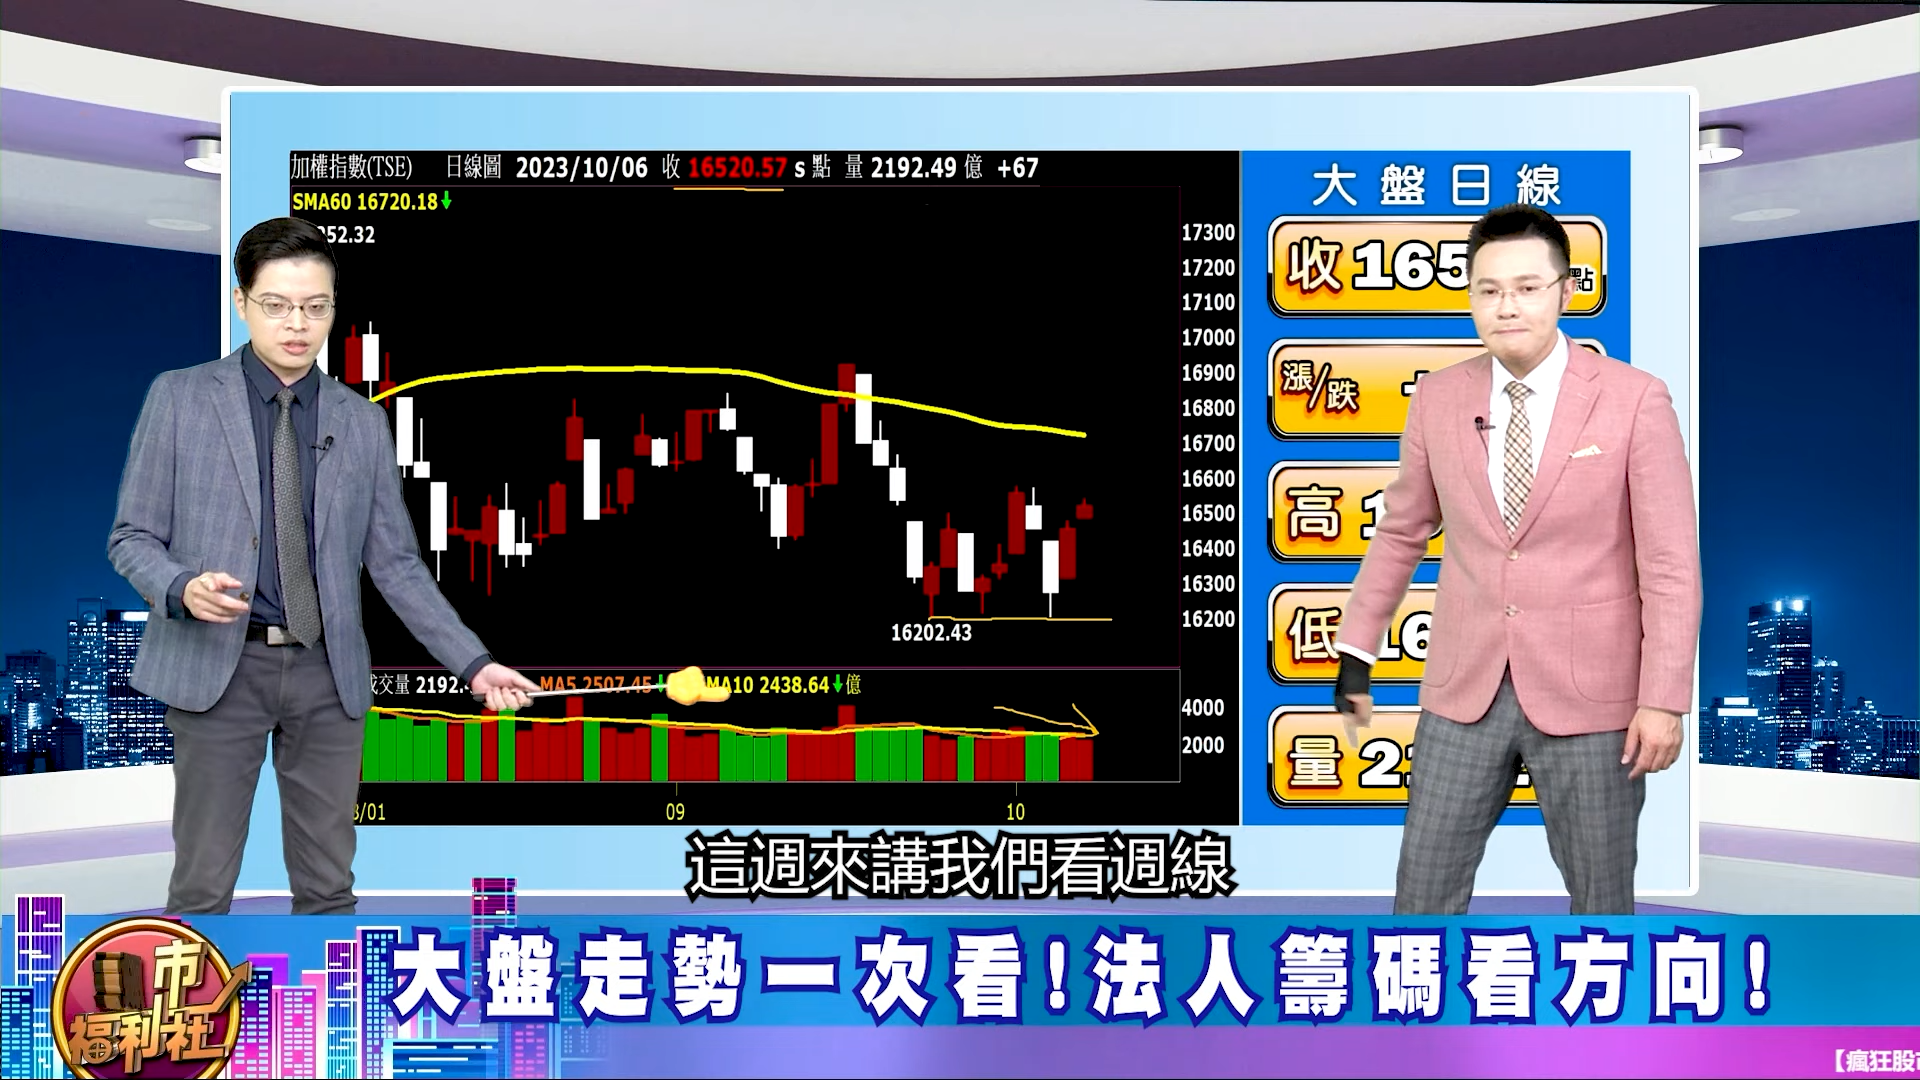 加權指數(TSE) 日線圖 2023/10/06 收 16520.57 s 點 量 2192.49 億 +67
SMA60 16720.18↓
352.32
17300
17200
17100
17000
16900
16800
16700
16600
16500
16400
16300
16200
16202.43
成交量 2192. MA5 2507.45↓ MA10 2438.64↓億
4000
2000
8/01
09
10
大盤日線
收 165 點
漲/跌 +
高 1
低 16
量 21
這週來講我們看週線
大盤走勢一次看!法人籌碼看方向!
市
福利社
【瘋狂股市